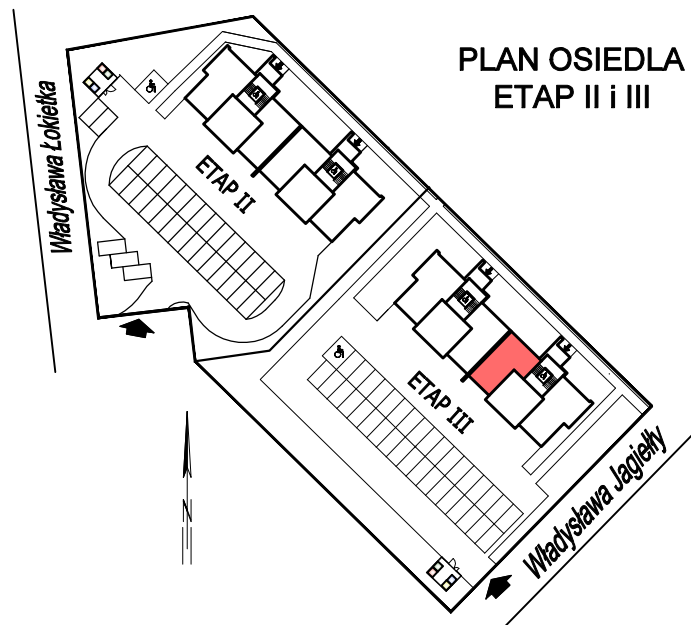 PLAN OSIEDLA
ETAP II i III
Władysława Łokietka
ETAP II
ETAP III
Władysława Jagiełły
N